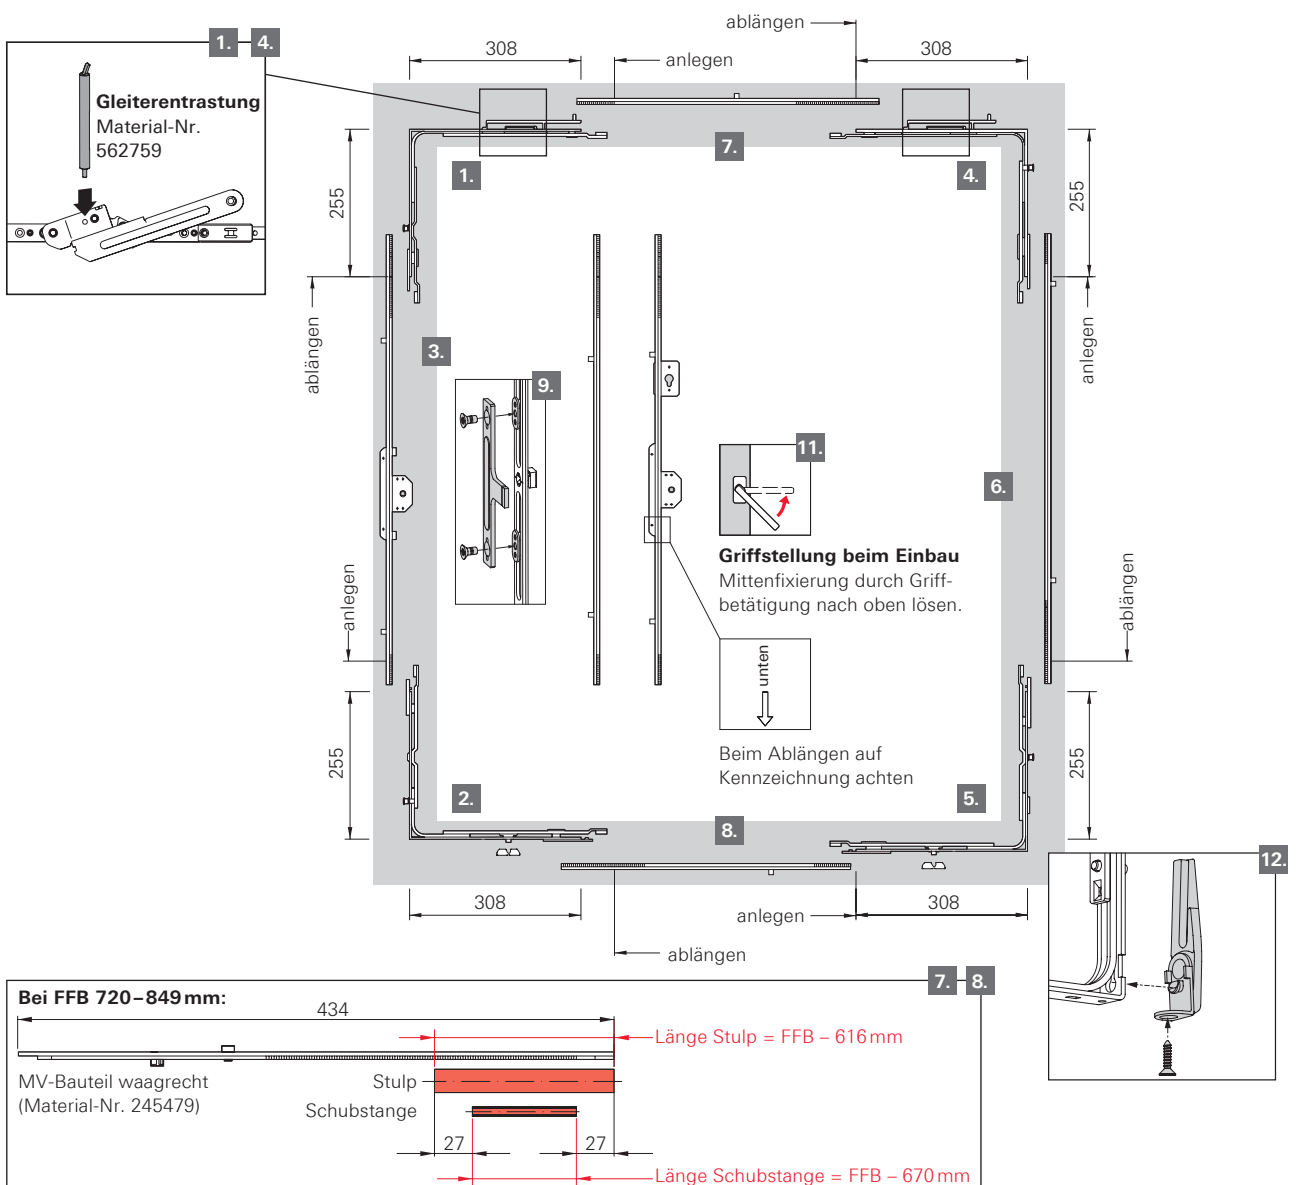 ablängen
1. 4.
308
anlegen
308
Gleiterentrastung
Material-Nr.
562759
7.
1.
4.
255
255
ablängen
anlegen
3.
9.
11.
6.
Griffstellung beim Einbau
Mittenfixierung durch Griff-
betätigung nach oben lösen.
anlegen
ablängen
unten
Beim Ablängen auf
Kennzeichnung achten
255
255
2.
5.
8.
12.
308
anlegen
308
ablängen
7. 8.
Bei FFB 720–849 mm:
434
Länge Stulp = FFB – 616 mm
MV-Bauteil waagrecht
(Material-Nr. 245479)
Stulp
Schubstange
27
27
Länge Schubstange = FFB – 670 mm